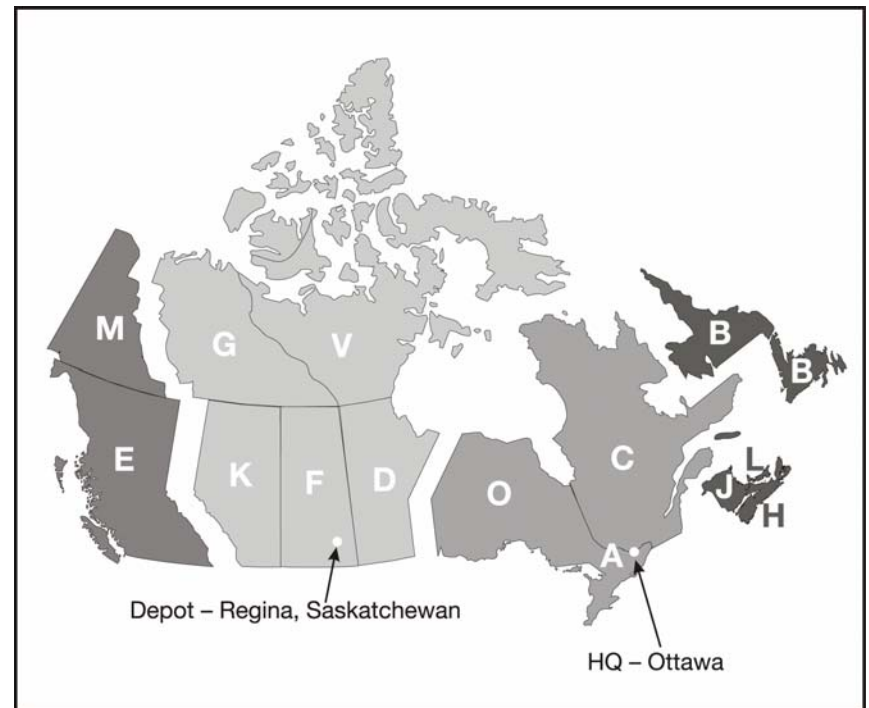 M
G
V
B
B
E
K
F
D
O
C
L
J
H
A
Depot – Regina, Saskatchewan
HQ – Ottawa